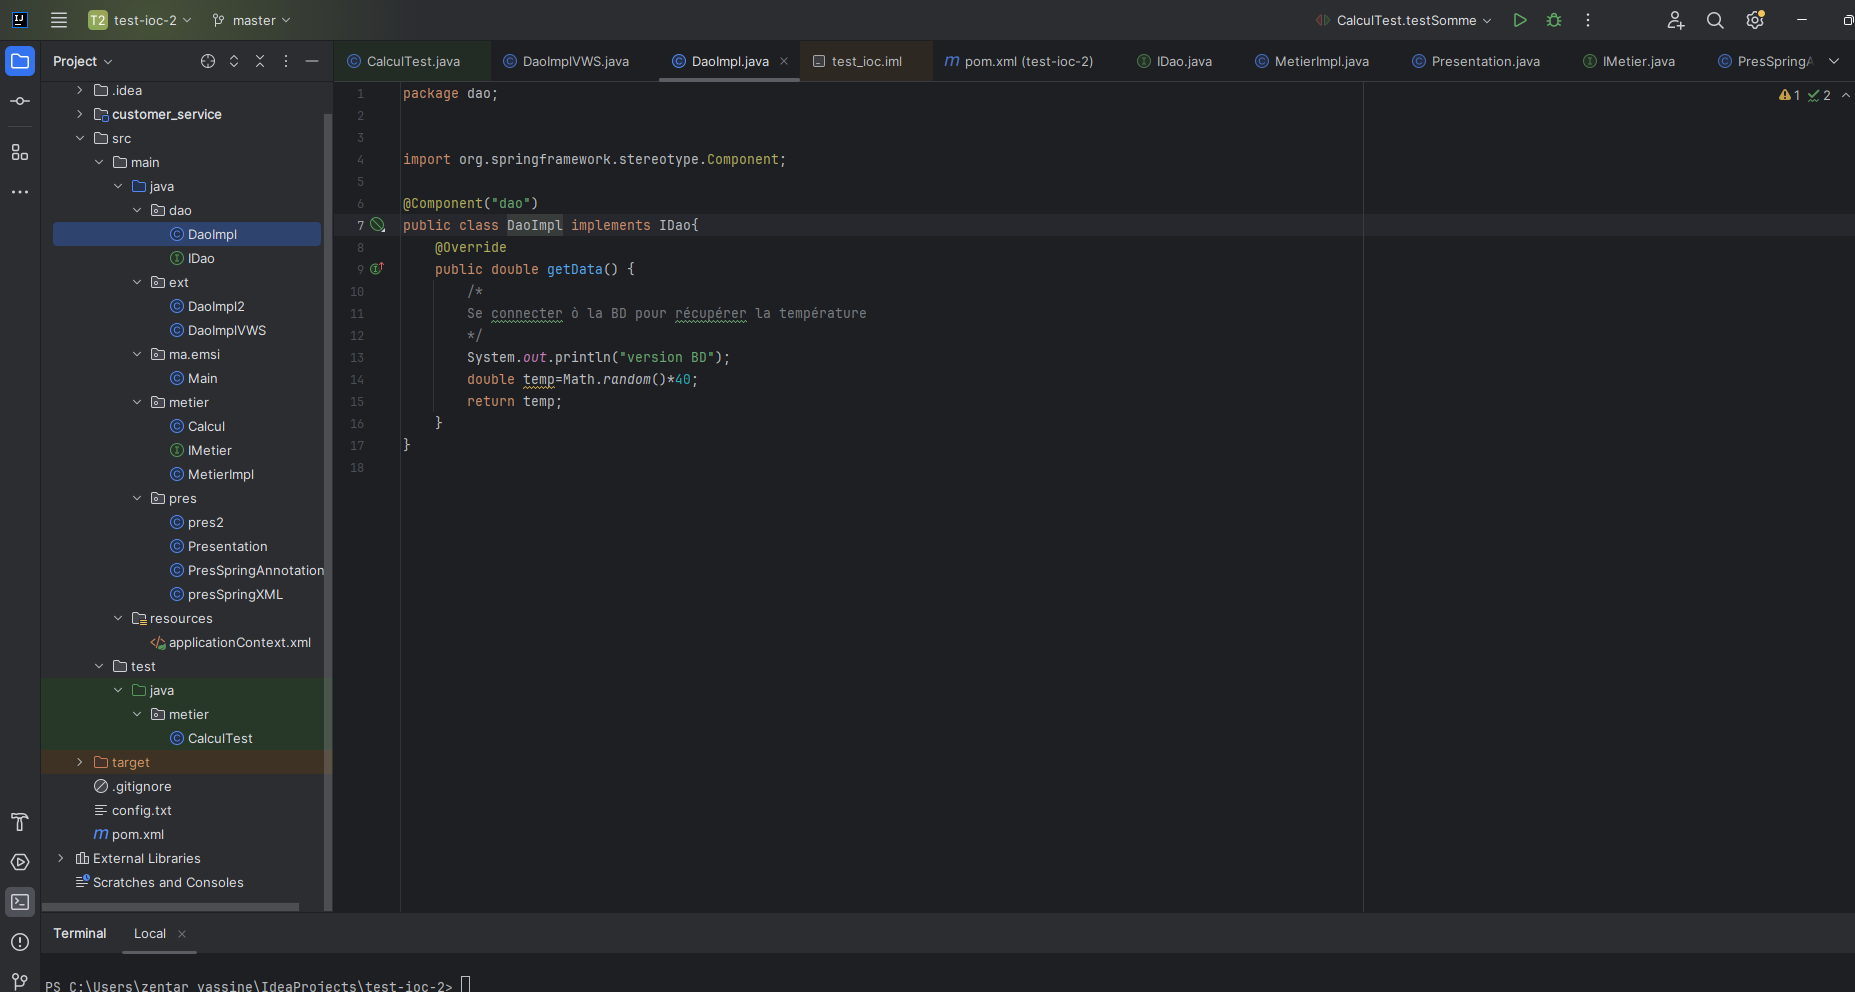 T2 test-ioc-2 master CalculTest.testSomme
Project
CalculTest.java DaoImplVWS.java DaoImpl.java test_ioc.iml pom.xml (test-ioc-2) IDao.java MetierImpl.java Presentation.java IMetier.java PresSpringA
.idea
customer_service
src
main
java
dao
DaoImpl
IDao
ext
DaoImpl2
DaoImplVWS
ma.emsi
Main
metier
Calcul
IMetier
MetierImpl
pres
pres2
Presentation
PresSpringAnnotation
presSpringXML
resources
applicationContext.xml
test
java
metier
CalculTest
target
.gitignore
config.txt
pom.xml
External Libraries
Scratches and Consoles
1 package dao;
2
3
4 import org.springframework.stereotype.Component;
5
6 @Component("dao")
7 public class DaoImpl implements IDao{
8 @Override
9 public double getData() {
10 /*
11 Se connecter ò la BD pour récupérer la température
12 */
13 System.out.println("version BD");
14 double temp=Math.random()*40;
15 return temp;
16 }
17 }
18
1 2
Terminal Local
PS C:\Users\zentar yassine\IdeaProjects\test-ioc-2>